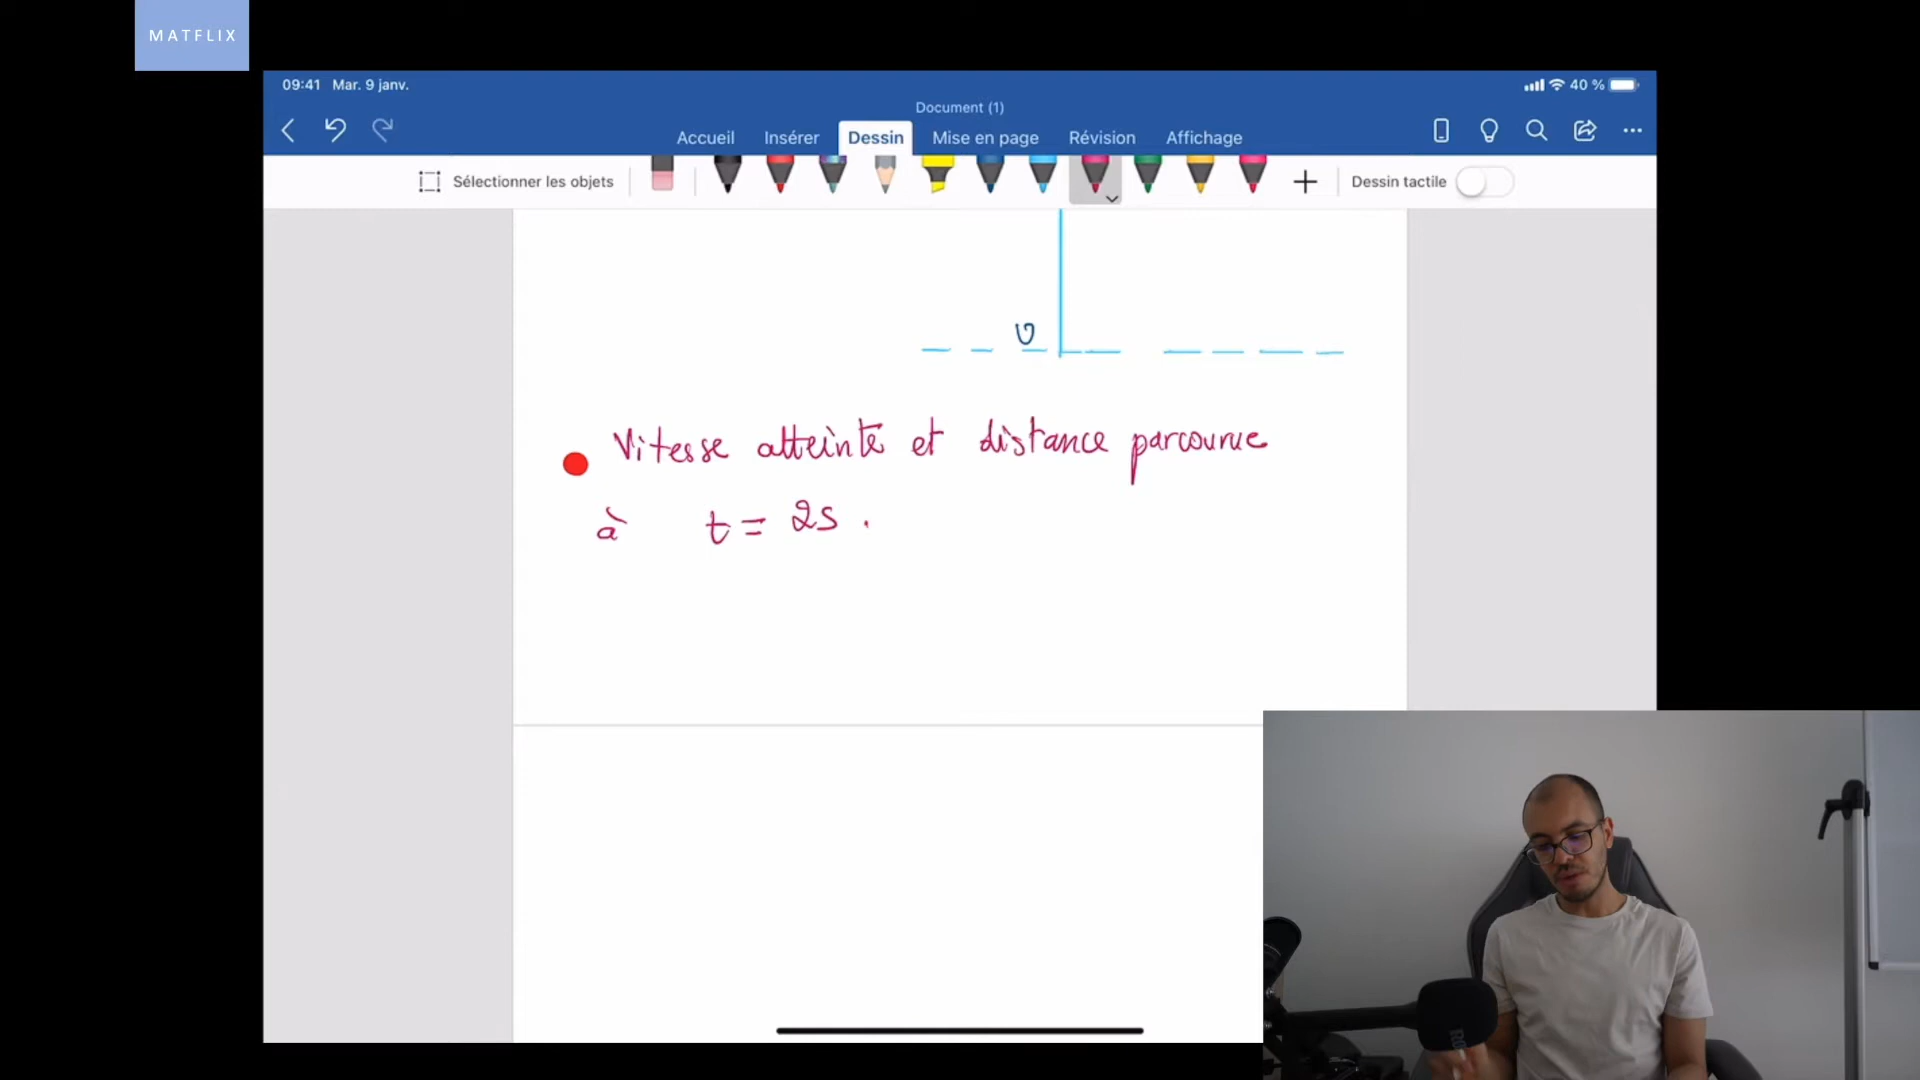 MATFLIX
09:41 Mar. 9 janv.
40 %
Document (1)
Accueil Insérer Dessin Mise en page Révision Affichage
Sélectionner les objets
Dessin tactile
Vitesse atteinte et distance parcourue
à t = 2s .